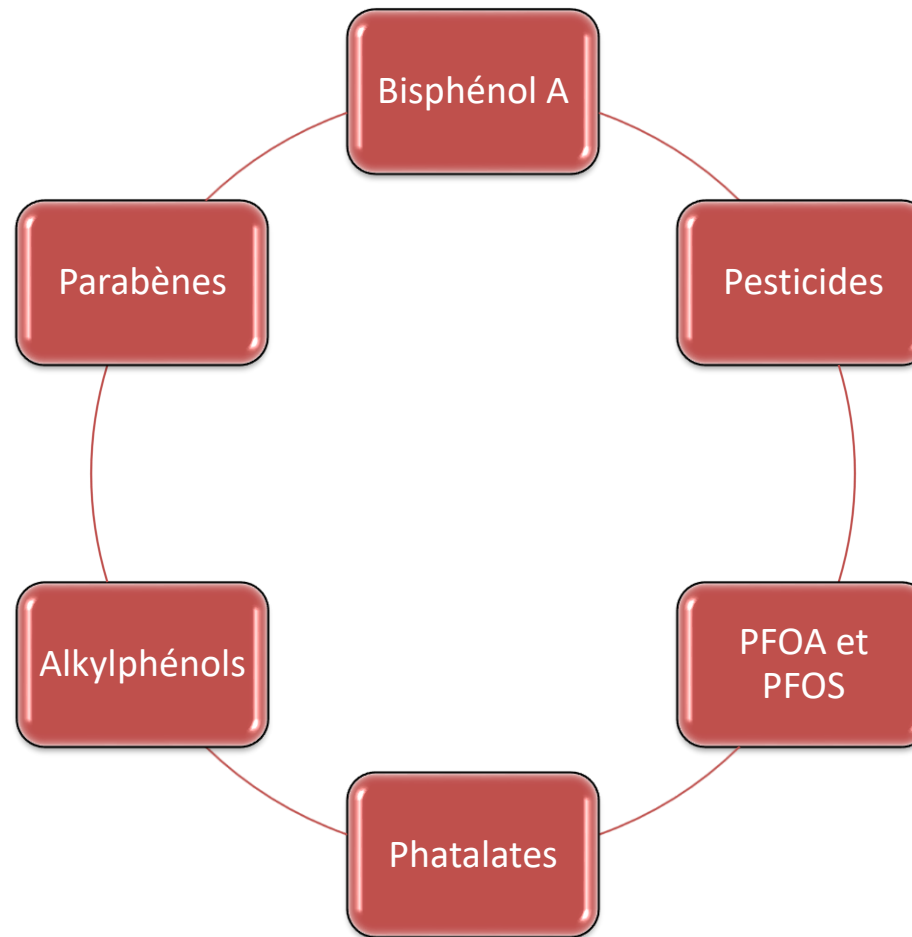 Bisphénol A
Pesticides
PFOA et
PFOS
Phatalates
Alkylphénols
Parabènes